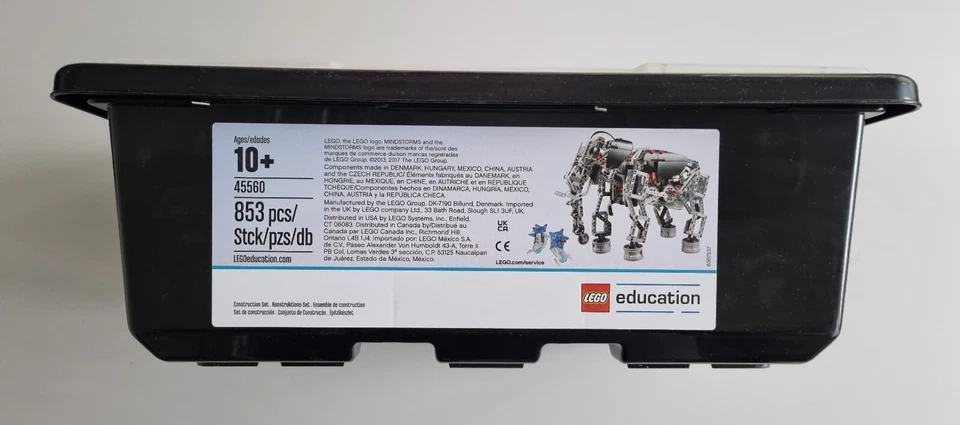 Ages/edades
10+
45560
853 pcs/
Stck/pzs/db
LEGOeducation.com
LEGO, the LEGO logo, MINDSTORMS and the
MINDSTORMS logo are trademarks of the/sont des
marques de commerce du/son marcas registradas
de LEGO Group. ©2013, 2017 The LEGO Group.
Components made in DENMARK, HUNGARY, MEXICO, CHINA, AUSTRIA
and the CZECH REPUBLIC/ Éléments fabriqués au DANEMARK, en
HONGRIE, au MEXIQUE, en CHINE, en AUTRICHE et en RÉPUBLIQUE
TCHÈQUE/Componentes hechos en DINAMARCA, HUNGRÍA, MÉXICO,
CHINA, AUSTRIA y la REPÚBLICA CHECA.
Manufactured by the LEGO Group. DK-7190 Billund, Denmark. Imported
in the UK by LEGO company Ltd., 33 Bath Road, Slough SL1 3UF, UK.
Distributed in USA by LEGO Systems, Inc., Enfield,
CT 06083. Distributed in Canada by/Distribué au
Canada par LEGO Canada Inc., Richmond Hill,
Ontario L4B 1J4. Importado por: LEGO México S.A.
de C.V., Paseo Alexander Von Humboldt 43-A, Torre II
PB Col. Lomas Verdes 3ª sección, C.P. 53125 Naucalpan
de Juárez, Estado de México, México.
UK
CA
CE
LEGO.com/service
LEGO education
Construction Set . Konstruktions-Set . Ensemble de construction
Set de construcción . Conjunto de Construção . Építőkészlet